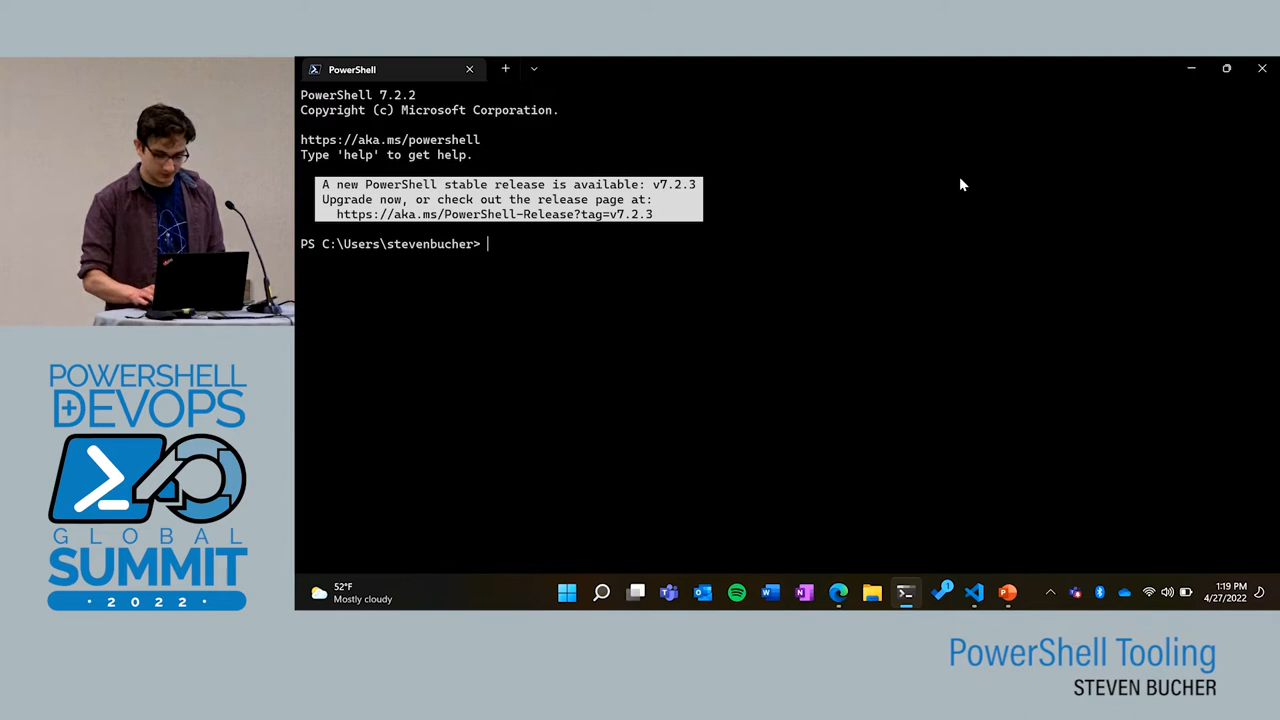 PowerShell
PowerShell 7.2.2
Copyright (c) Microsoft Corporation.
https://aka.ms/powershell
Type 'help' to get help.
A new PowerShell stable release is available: v7.2.3
Upgrade now, or check out the release page at:
https://aka.ms/PowerShell-Release?tag=v7.2.3
PS C:\Users\stevenbucher>
POWERSHELL
DEVOPS
GLOBAL
SUMMIT
· 2022 ·
52°F
Mostly cloudy
1
1:19 PM
4/27/2022
PowerShell Tooling
STEVEN BUCHER